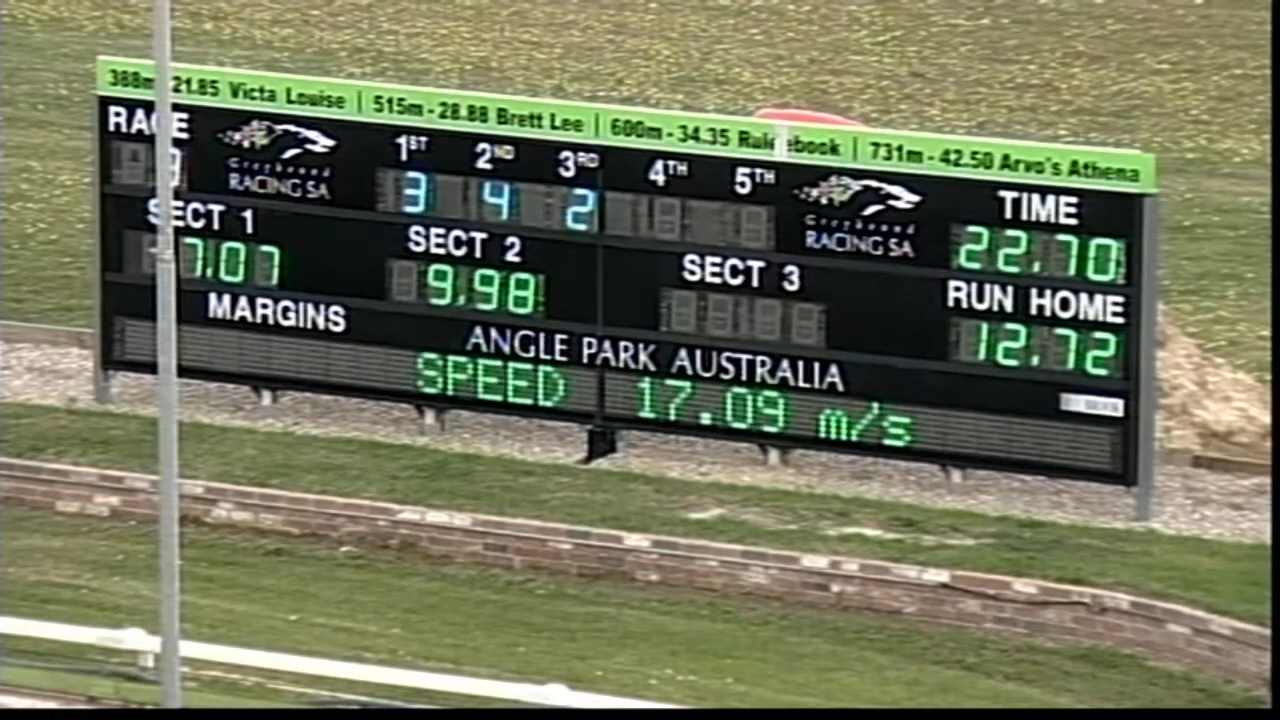 388m 21.85 Victa Louise | 515m - 28.88 Brett Lee | 600m - 34.35 Rulebook | 731m - 42.50 Arvo's Athena
RACE
Greyhound
RACING SA
1ST 2ND 3RD 4TH 5TH
3 4 2
Greyhound
RACING SA
TIME
22.70
SECT 1
7.07
SECT 2
9.98
SECT 3
RUN HOME
12.72
MARGINS
ANGLE PARK AUSTRALIA
SPEED 17.09 m/s